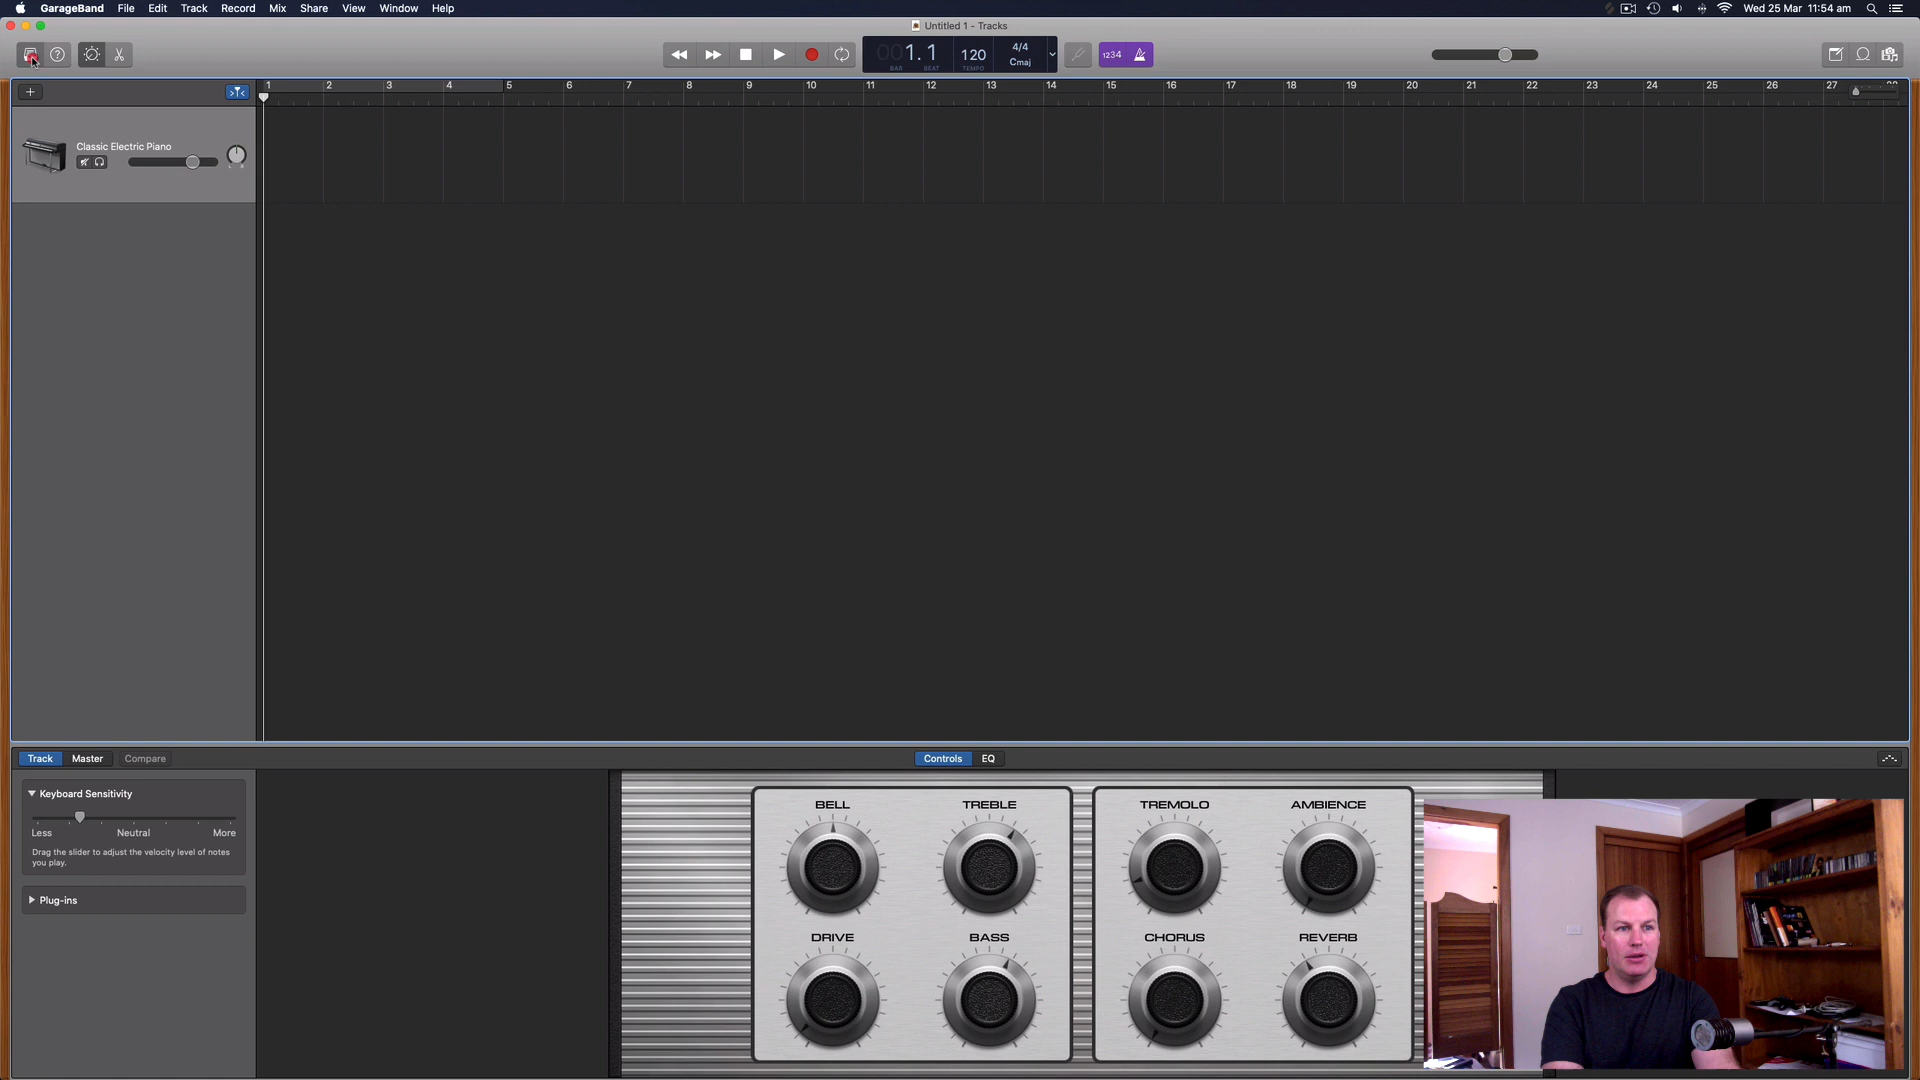 GarageBand File Edit Track Record Mix Share View Window Help
Wed 25 Mar 11:54 am
Untitled 1 - Tracks
001.1
BAR BEAT
120
TEMPO
4/4
Cmaj
1234
1 2 3 4 5 6 7 8 9 10 11 12 13 14 15 16 17 18 19 20 21 22 23 24 25 26 27
Classic Electric Piano
Track Master Compare
Controls EQ
Keyboard Sensitivity
Less Neutral More
Drag the slider to adjust the velocity level of notes
you play.
Plug-ins
BELL TREBLE TREMOLO AMBIENCE
DRIVE BASS CHORUS REVERB